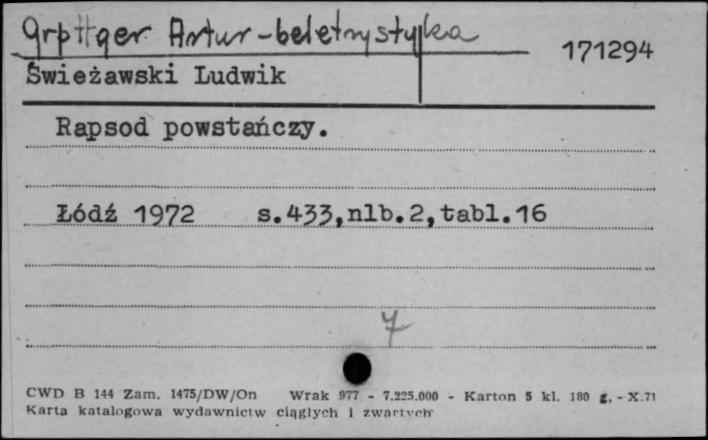 Grottger Artur - beletrystyka
171294
Świeżawski Ludwik
Rapsod powstańczy.
Łódź 1972 s.433,nlb.2,tabl.16
7
CWD B 144 Zam. 1475/DW/On Wrak 977 - 7.225.000 - Karton 5 kl. 180 g. - X.71
Karta katalogowa wydawnictw ciągłych i zwartych